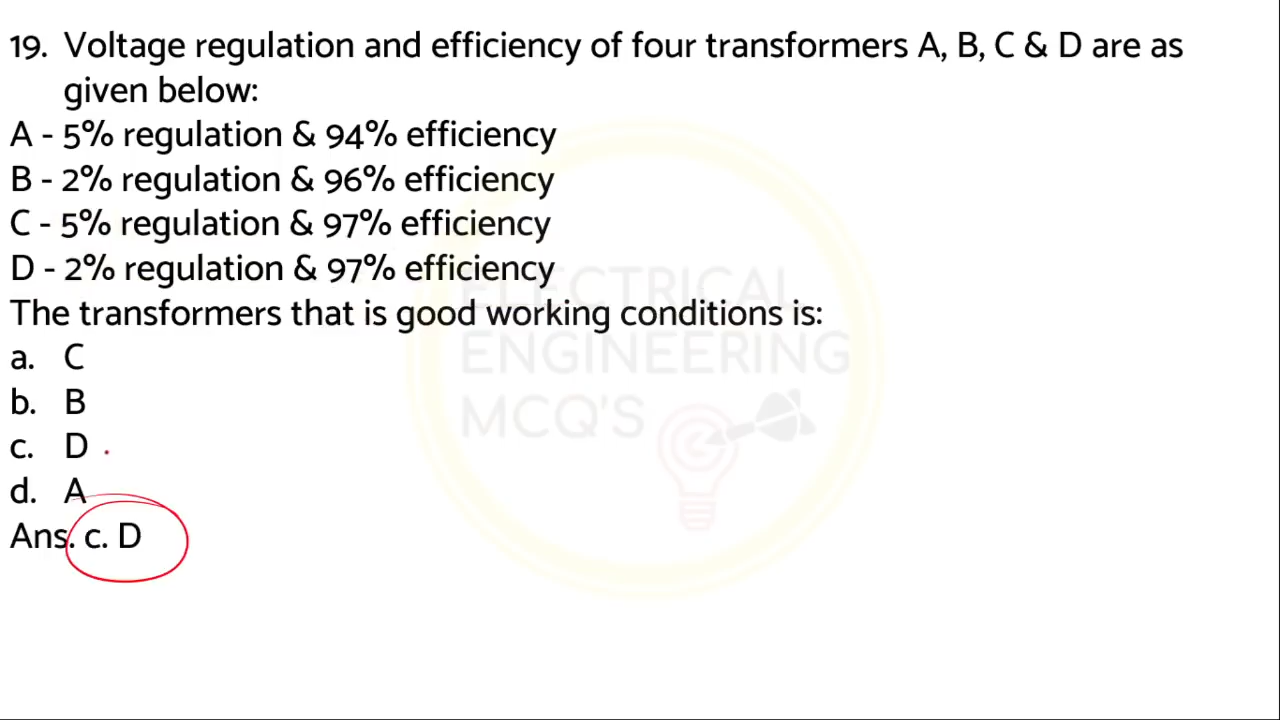 19. Voltage regulation and efficiency of four transformers A, B, C & D are as
given below:
A - 5% regulation & 94% efficiency
B - 2% regulation & 96% efficiency
C - 5% regulation & 97% efficiency
D - 2% regulation & 97% efficiency
The transformers that is good working conditions is:
a. C
b. B
c. D
d. A
Ans. c. D
ELECTRICAL
ENGINEERING
MCQ'S